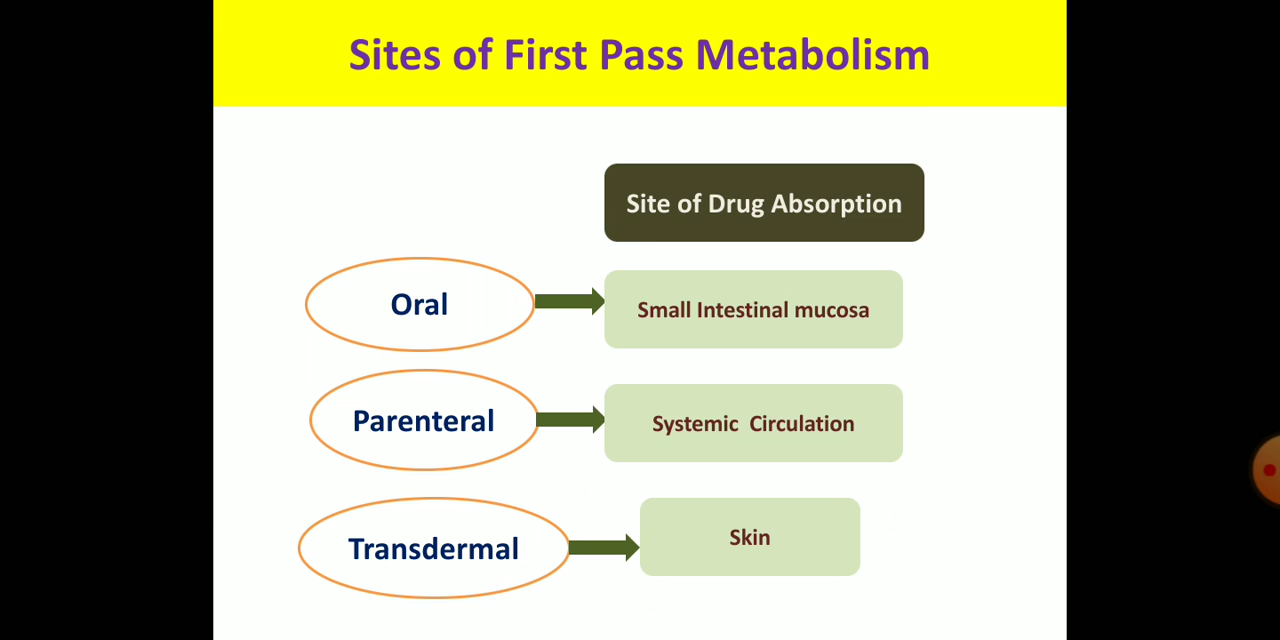 Sites of First Pass Metabolism
Site of Drug Absorption
Oral
Small Intestinal mucosa
Parenteral
Systemic Circulation
Transdermal
Skin